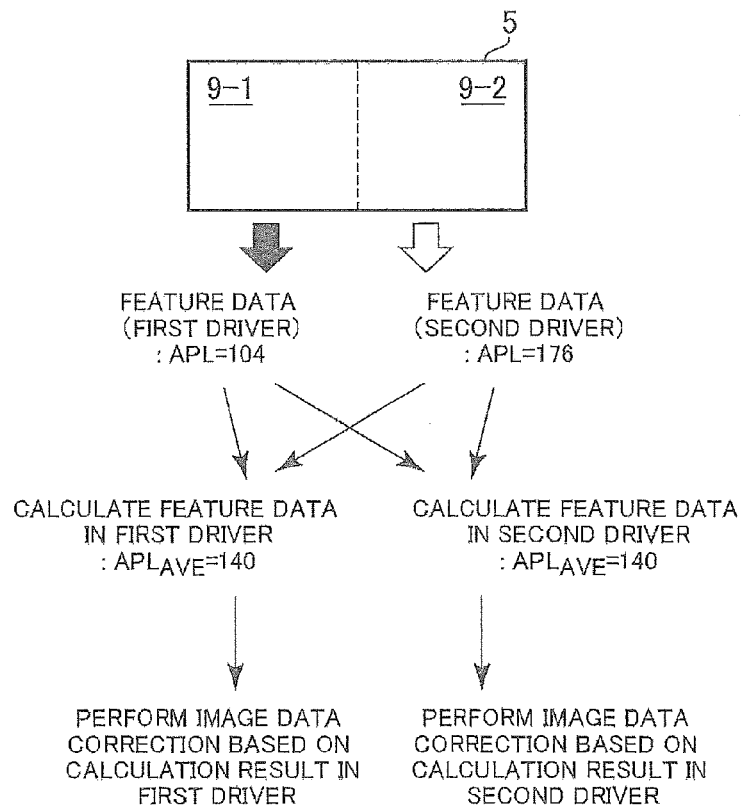 5
9-1
9-2
FEATURE DATA
(FIRST DRIVER)
: APL=104
FEATURE DATA
(SECOND DRIVER)
: APL=176
CALCULATE FEATURE DATA
IN FIRST DRIVER
: APLAVE=140
CALCULATE FEATURE DATA
IN SECOND DRIVER
: APLAVE=140
PERFORM IMAGE DATA
CORRECTION BASED ON
CALCULATION RESULT IN
FIRST DRIVER
PERFORM IMAGE DATA
CORRECTION BASED ON
CALCULATION RESULT IN
SECOND DRIVER